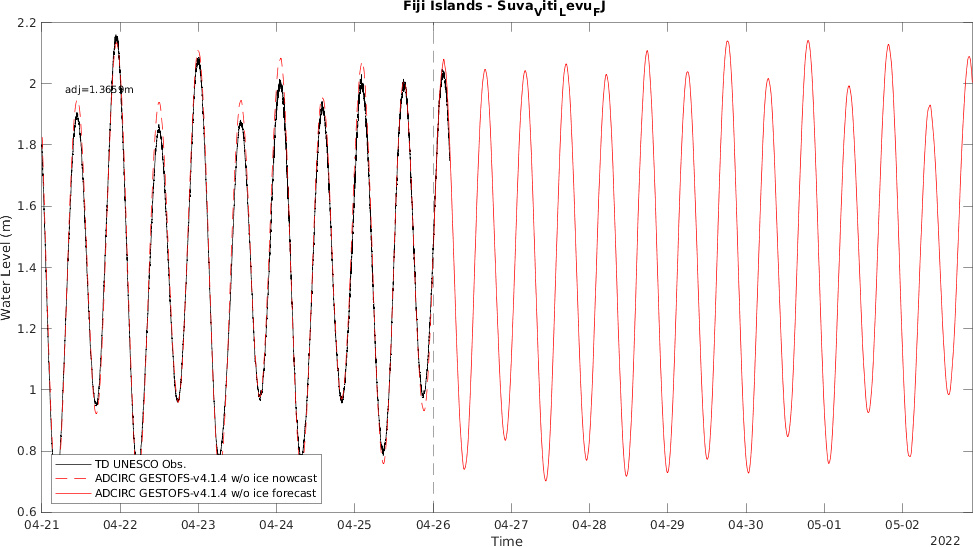 Fiji Islands - SuvaVitiLevuFJ
2.2
2
1.8
1.6
1.4
1.2
1
0.8
0.6
Water Level (m)
adj=1.3659m
TD UNESCO Obs.
ADCIRC GESTOFS-v4.1.4 w/o ice nowcast
ADCIRC GESTOFS-v4.1.4 w/o ice forecast
04-21 04-22 04-23 04-24 04-25 04-26 04-27 04-28 04-29 04-30 05-01 05-02
Time
2022